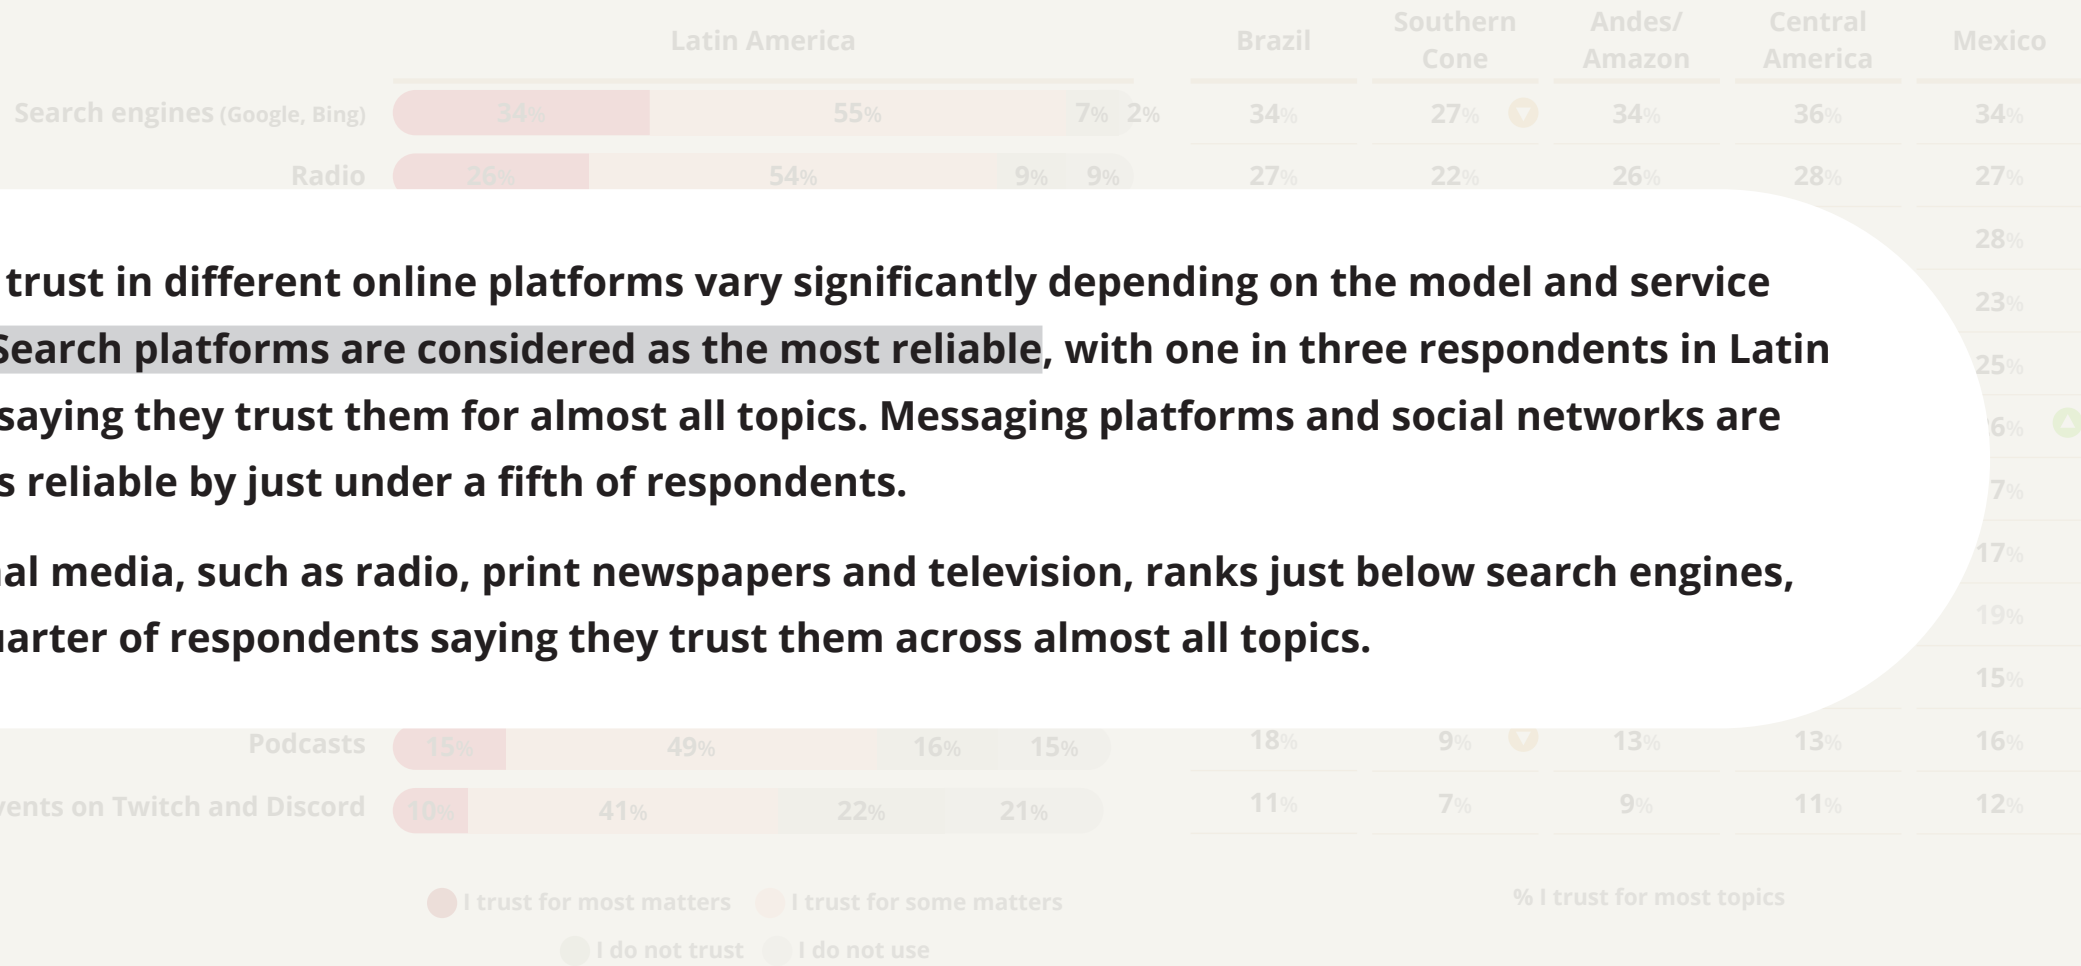 Latin America Brazil Southern Cone Andes/ Amazon Central America Mexico
Search engines (Google, Bing) 34% 55% 7% 2% 34% 27% 34% 36% 34%
Radio 26% 54% 9% 9% 27% 22% 26% 28% 27%
28%
trust in different online platforms vary significantly depending on the model and service
23%
Search platforms are considered as the most reliable, with one in three respondents in Latin
25%
saying they trust them for almost all topics. Messaging platforms and social networks are
6%
reliable by just under a fifth of respondents.
7%
media, such as radio, print newspapers and television, ranks just below search engines,
17%
of respondents saying they trust them across almost all topics.
19%
15%
Podcasts 15% 49% 16% 15% 18% 9% 13% 13% 16%
on Twitch and Discord 10% 41% 22% 21% 11% 7% 9% 11% 12%
I trust for most matters I trust for some matters
% I trust for most topics
I do not trust I do not use